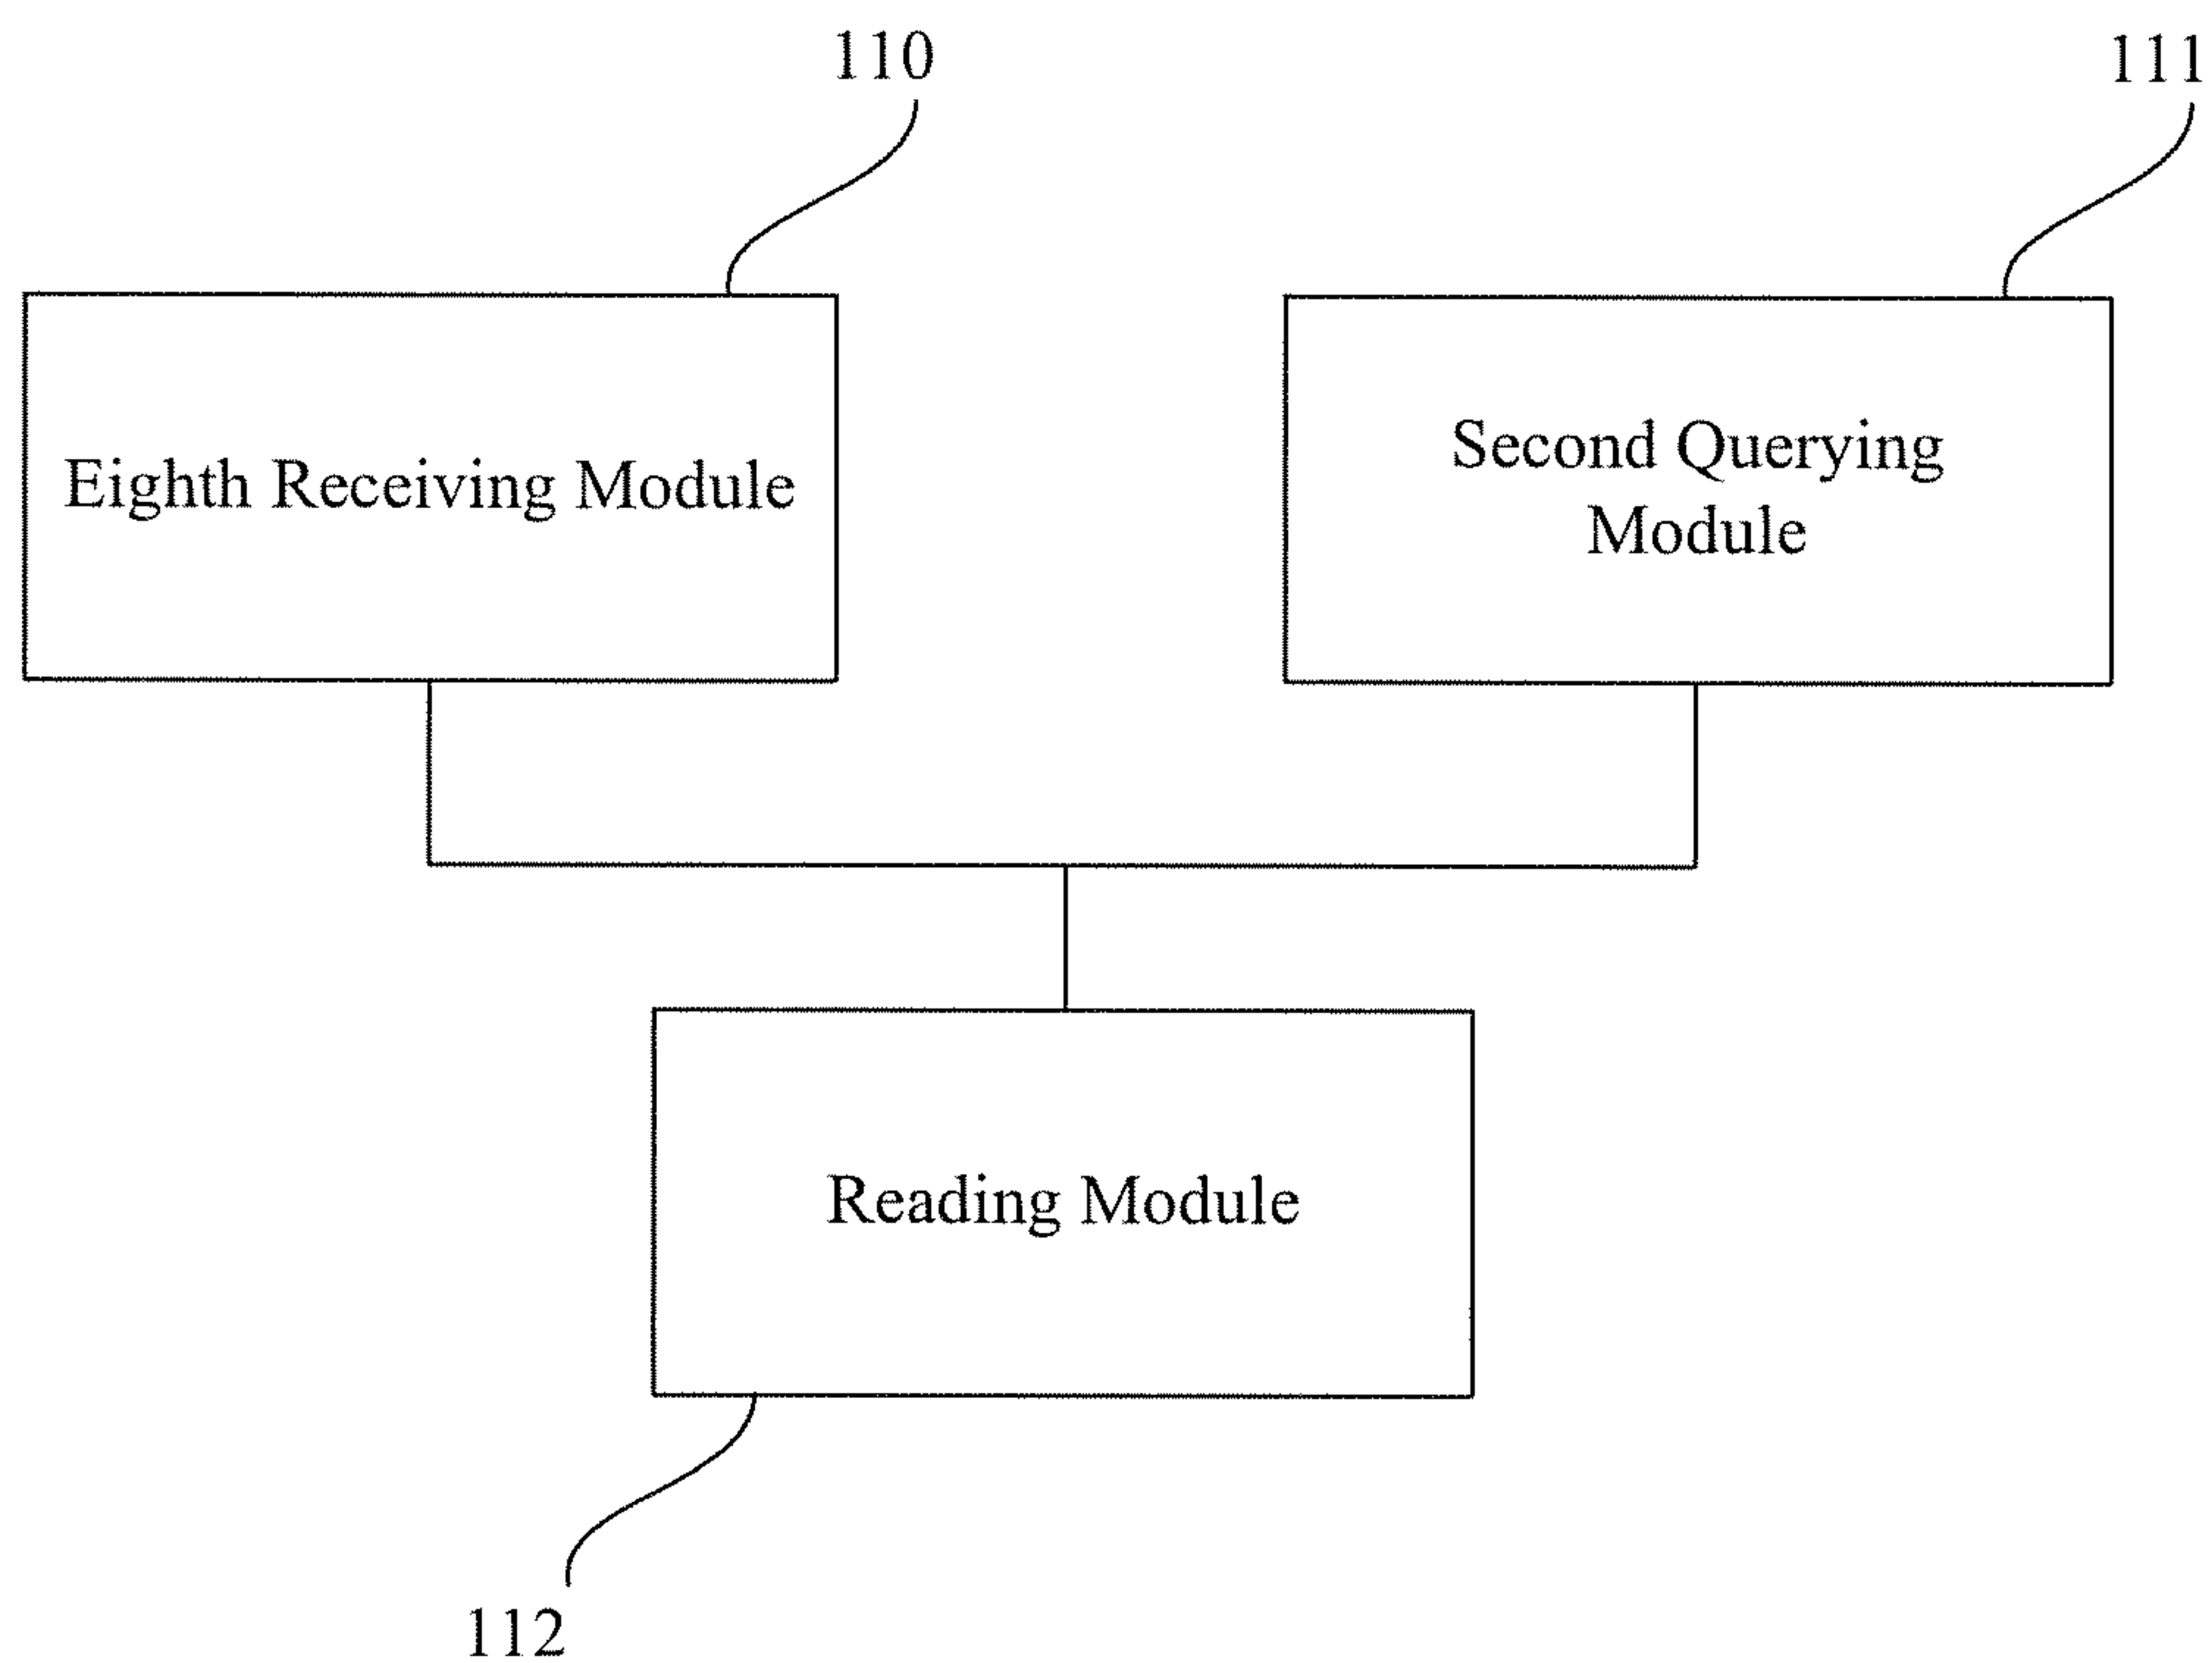 110
111
Eighth Receiving Module
Second Querying
Module
Reading Module
112